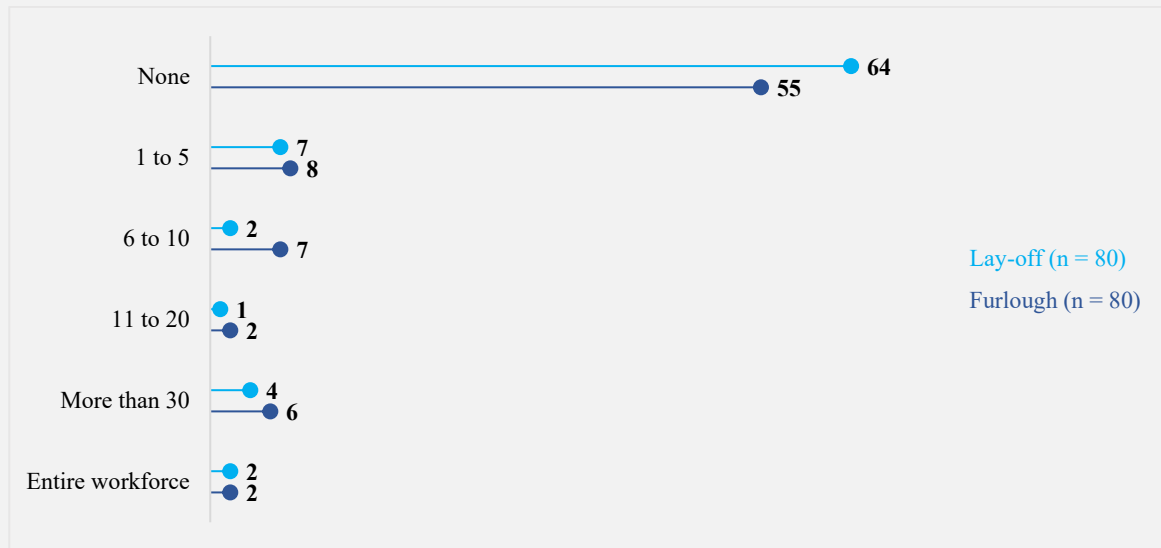 None
64
55
1 to 5
7
8
6 to 10
2
7
11 to 20
1
2
More than 30
4
6
Entire workforce
2
2
Lay-off (n = 80)
Furlough (n = 80)